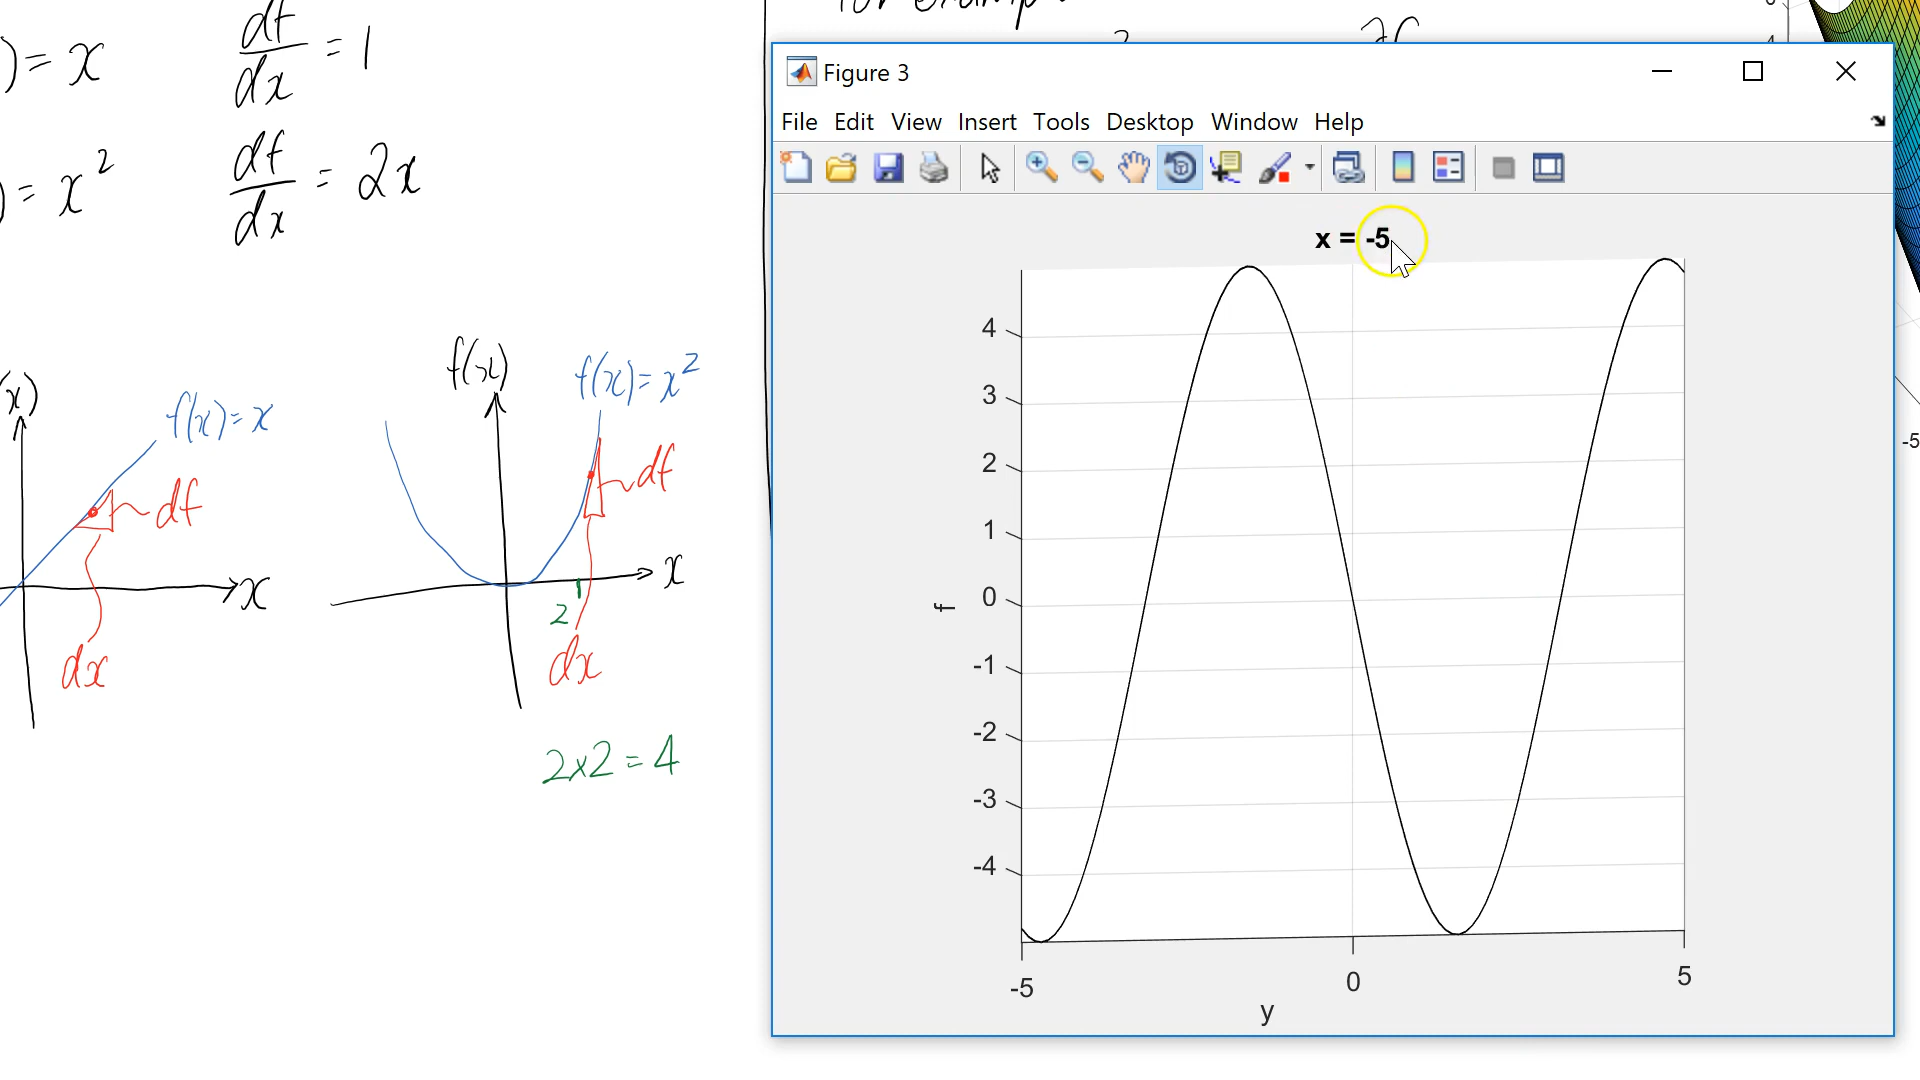 for example
) = x
df
dx
= 1
) = x²
df
dx
= 2x
(x)
f(x) = x
df
x
dx
f(x)
f(x) = x²
df
x
2
dx
2x2 = 4
Figure 3
File Edit View Insert Tools Desktop Window Help
x = -5
4
3
2
1
0
-1
-2
-3
-4
f
-5 0 5
y
-5